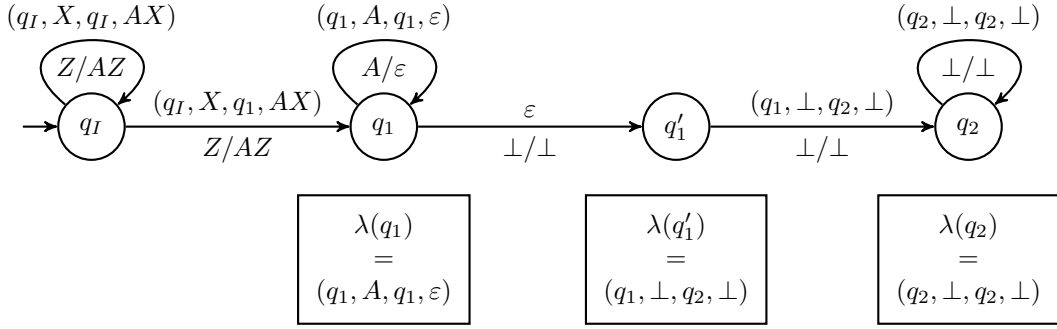 (q_I, X, q_I, AX)
(q_1, A, q_1, ε)
(q_2, ⊥, q_2, ⊥)
Z/AZ
A/ε
⊥/⊥
q_I
(q_I, X, q_1, AX)
Z/AZ
q_1
ε
⊥/⊥
q'_1
(q_1, ⊥, q_2, ⊥)
⊥/⊥
q_2
λ(q_1)
=
(q_1, A, q_1, ε)
λ(q'_1)
=
(q_1, ⊥, q_2, ⊥)
λ(q_2)
=
(q_2, ⊥, q_2, ⊥)